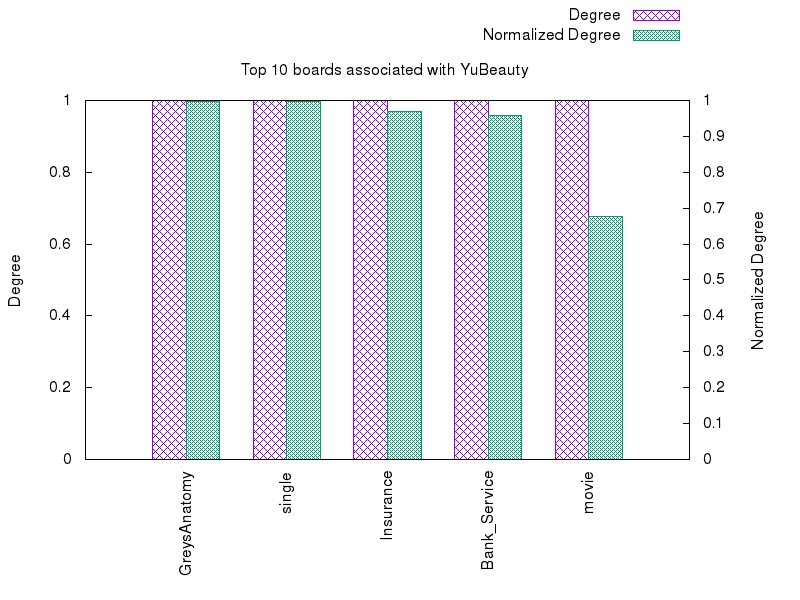 Degree
Normalized Degree
Top 10 boards associated with YuBeauty
1
0.8
0.6
0.4
0.2
0
Degree
1
0.9
0.8
0.7
0.6
0.5
0.4
0.3
0.2
0.1
0
Normalized Degree
GreysAnatomy
single
Insurance
Bank_Service
movie